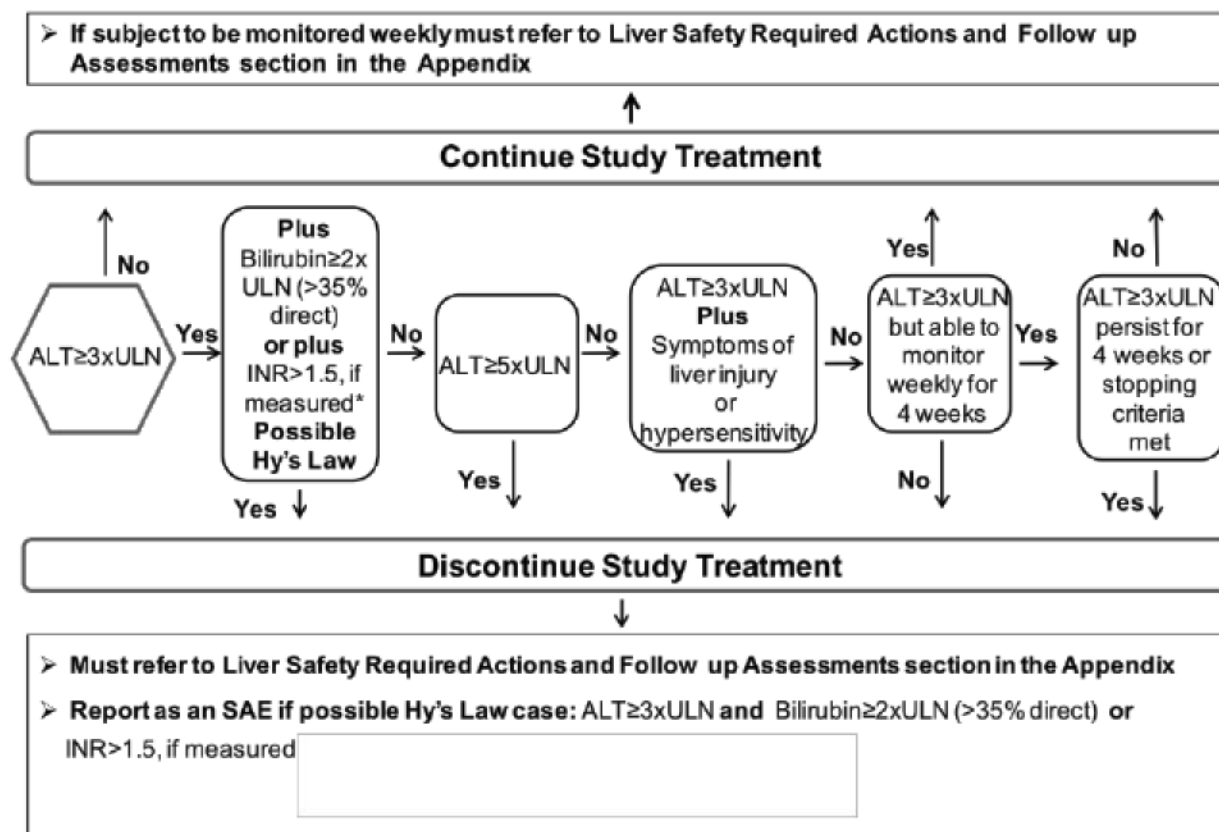 ➢ If subject to be monitored weekly must refer to Liver Safety Required Actions and Follow up
Assessments section in the Appendix
Continue Study Treatment
No
ALT≥3xULN
Yes
Plus
Bilirubin≥2x
ULN (>35%
direct)
or plus
INR>1.5, if
measured*
Possible
Hy's Law
Yes
No
ALT≥5xULN
Yes
No
ALT≥3xULN
Plus
Symptoms of
liver injury
or
hypersensitivity
Yes
No
Yes
ALT≥3xULN
but able to
monitor
weekly for
4 weeks
No
Yes
No
ALT≥3xULN
persist for
4 weeks or
stopping
criteria
met
Yes
Discontinue Study Treatment
➢ Must refer to Liver Safety Required Actions and Follow up Assessments section in the Appendix
➢ Report as an SAE if possible Hy's Law case: ALT≥3xULN and Bilirubin≥2xULN (>35% direct) or
INR>1.5, if measured